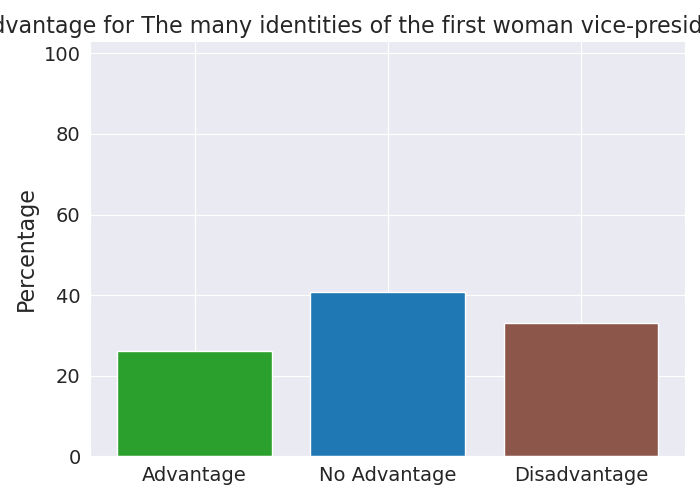 dvantage for The many identities of the first woman vice-presid
100
80
60
40
20
0
Percentage
Advantage No Advantage Disadvantage